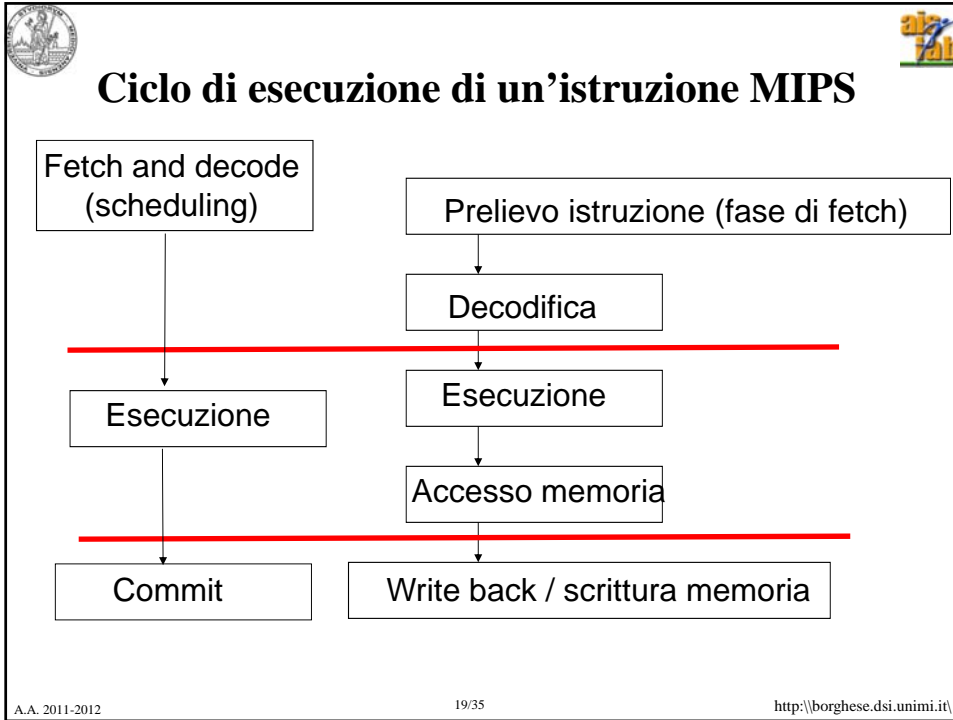 Ciclo di esecuzione di un'istruzione MIPS
Fetch and decode
(scheduling)
Prelievo istruzione (fase di fetch)
Decodifica
Esecuzione
Esecuzione
Accesso memoria
Commit
Write back / scrittura memoria
A.A. 2011-2012
19/35
http:\\borghese.dsi.unimi.it\